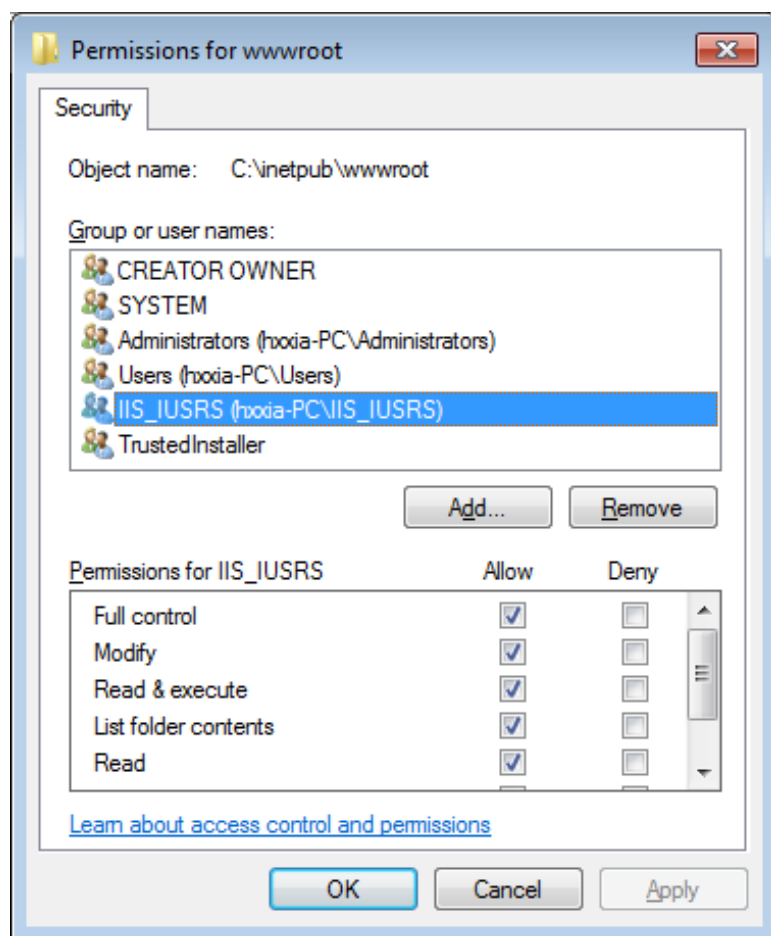 Permissions for wwwroot
Security
Object name: C:\inetpub\wwwroot
Group or user names:
CREATOR OWNER
SYSTEM
Administrators (hxxia-PC\Administrators)
Users (hxxia-PC\Users)
IIS_IUSRS (hxxia-PC\IIS_IUSRS)
TrustedInstaller
Add... Remove
Permissions for IIS_IUSRS Allow Deny
Full control
Modify
Read & execute
List folder contents
Read
Learn about access control and permissions
OK Cancel Apply